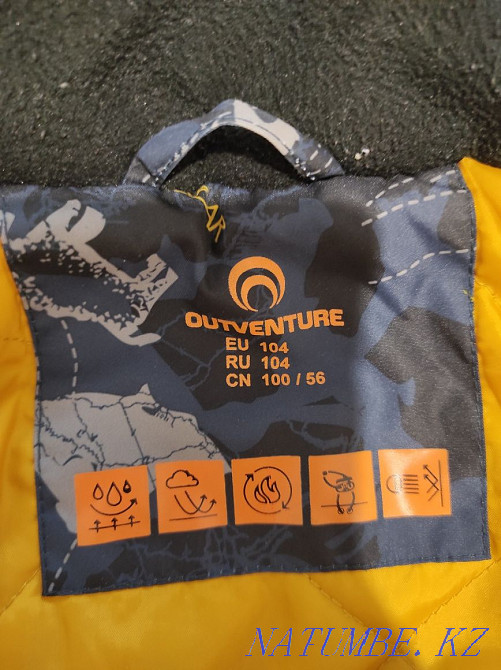 OUTVENTURE
EU 104
RU 104
CN 100 / 56
NATUMBE. KZ